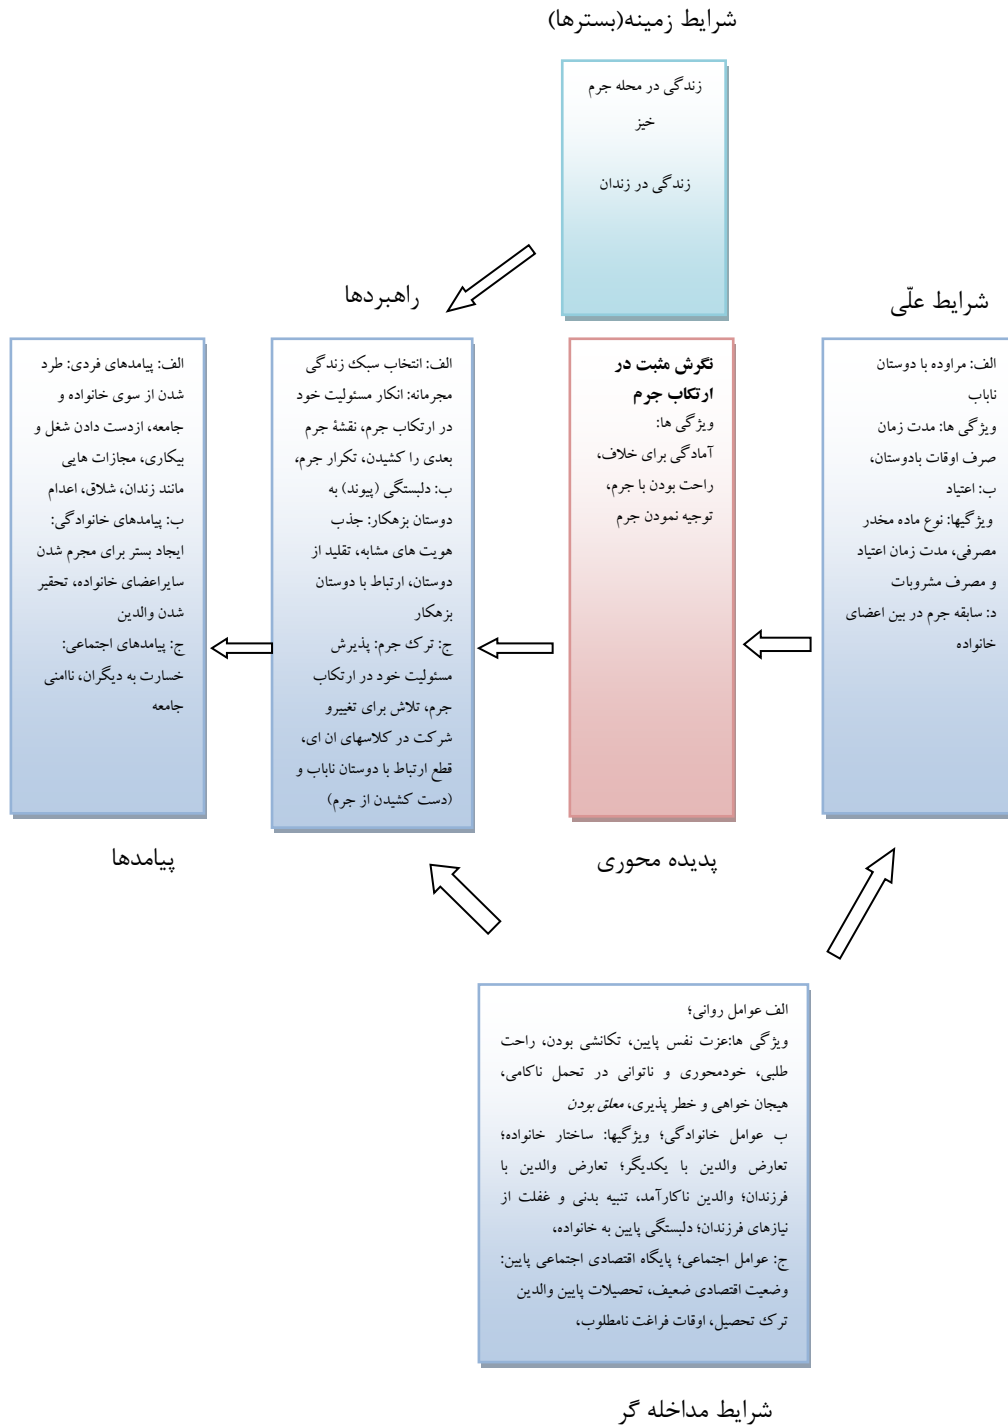 شرایط زمینه(بسترها)
زندگی در محله جرم
خیز
زندگی در زندان
شرایط علّی
الف: مراوده با دوستان
ناباب
ویژگی ها: مدت زمان
صرف اوقات بادوستان،
ب: اعتیاد
ویژگیها: نوع ماده مخدر
مصرفی، مدت زمان اعتیاد
و مصرف مشروبات
د: سابقه جرم در بین اعضای
خانواده
نگرش مثبت در
ارتکاب جرم
ویژگی ها:
آمادگی برای خلاف،
راحت بودن با جرم،
توجیه نمودن جرم
پدیده محوری
راهبردها
الف: انتخاب سبک زندگی
مجرمانه: انکار مسئولیت خود
در ارتکاب جرم، نقشۀ جرم
بعدی را کشیدن، تکرار جرم،
ب: دلبستگی (پیوند) به
دوستان بزهکار: جذب
هویت های مشابه، تقلید از
دوستان، ارتباط با دوستان
بزهکار
ج: ترک جرم: پذیرش
مسئولیت خود در ارتکاب
جرم، تلاش برای تغییرو
شرکت در کلاسهای ان ای،
قطع ارتباط با دوستان ناباب و
(دست کشیدن از جرم)
الف: پیامدهای فردی: طرد
شدن از سوی خانواده و
جامعه، ازدست دادن شغل و
بیکاری، مجازات هایی
مانند زندان، شلاق، اعدام
ب: پیامدهای خانوادگی:
ایجاد بستر برای مجرم شدن
سایراعضای خانواده، تحقیر
شدن والدین
ج: پیامدهای اجتماعی:
خسارت به دیگران، ناامنی
جامعه
پیامدها
الف عوامل روانی؛
ویژگی ها:عزت نفس پایین، تکانشی بودن، راحت
طلبی، خودمحوری و ناتوانی در تحمل ناکامی،
هیجان خواهی و خطر پذیری، معلق بودن
ب عوامل خانوادگی؛ ویژگیها: ساختار خانواده؛
تعارض والدین با یکدیگر؛ تعارض والدین با
فرزندان؛ والدین ناکارآمد، تنبیه بدنی و غفلت از
نیازهای فرزندان؛ دلبستگی پایین به خانواده،
ج: عوامل اجتماعی؛ پایگاه اقتصادی اجتماعی پایین:
وضعیت اقتصادی ضعیف، تحصیلات پایین والدین
ترک تحصیل، اوقات فراغت نامطلوب،
شرایط مداخله گر